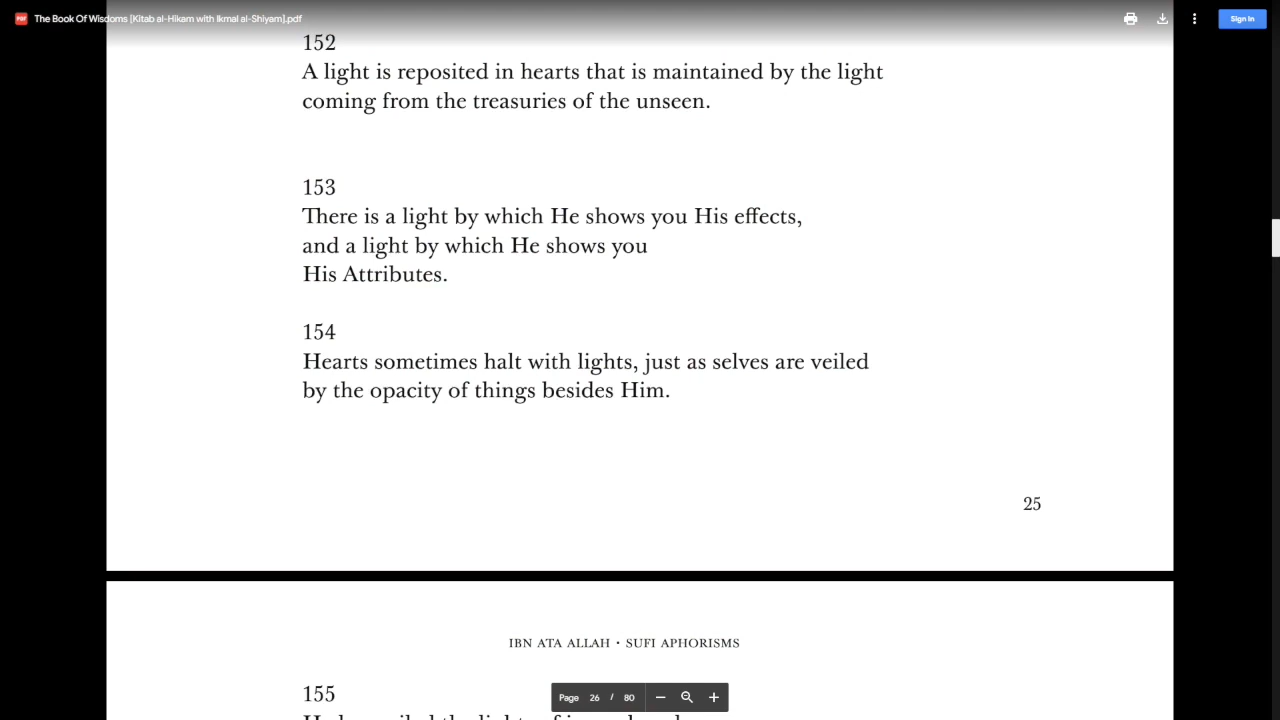 The Book Of Wisdoms [Kitab al-Hikam with Ikmal al-Shiyam].pdf
Sign in
152
A light is reposited in hearts that is maintained by the light
coming from the treasuries of the unseen.
153
There is a light by which He shows you His effects,
and a light by which He shows you
His Attributes.
154
Hearts sometimes halt with lights, just as selves are veiled
by the opacity of things besides Him.
25
IBN ATA ALLAH • SUFI APHORISMS
155
Page 26 / 80